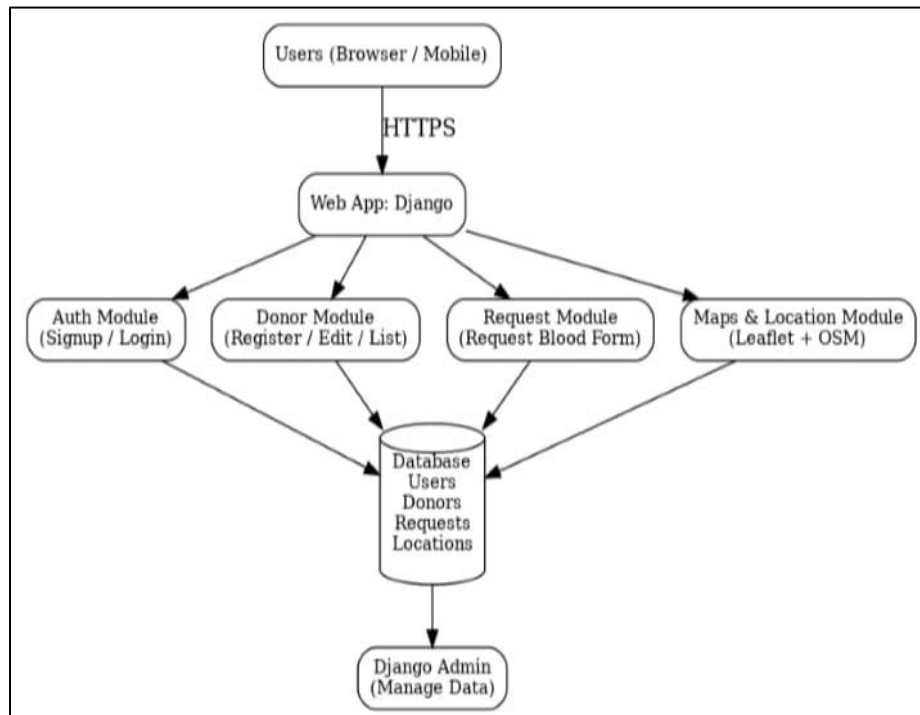 Users (Browser / Mobile)
HTTPS
Web App: Django
Auth Module
(Signup / Login)
Donor Module
(Register / Edit / List)
Request Module
(Request Blood Form)
Maps & Location Module
(Leaflet + OSM)
Database
Users
Donors
Requests
Locations
Django Admin
(Manage Data)